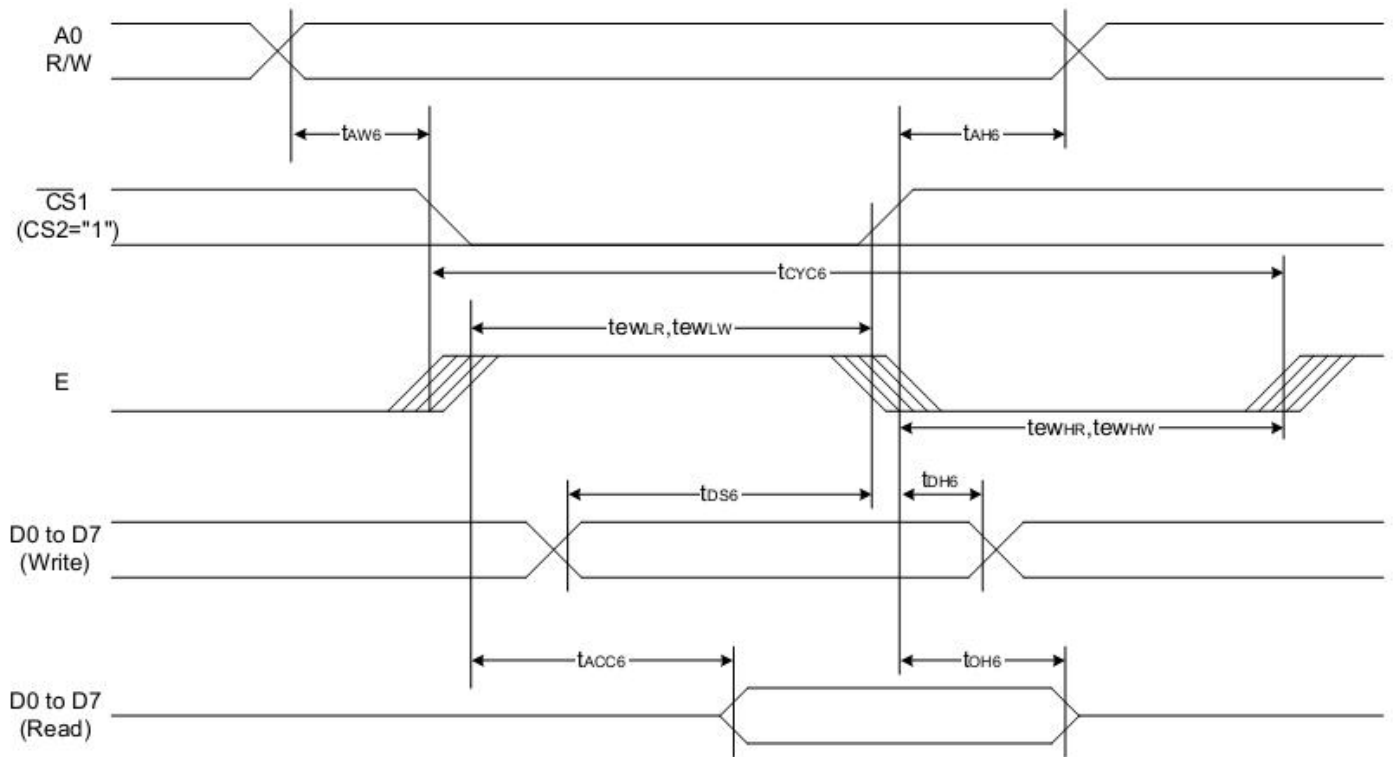 A0
R/W
tAW6
tAH6
CS1
(CS2="1")
tCYC6
tewLR,tewLW
E
tewHR,tewHW
tDS6
tDH6
D0 to D7
(Write)
tACC6
tOH6
D0 to D7
(Read)